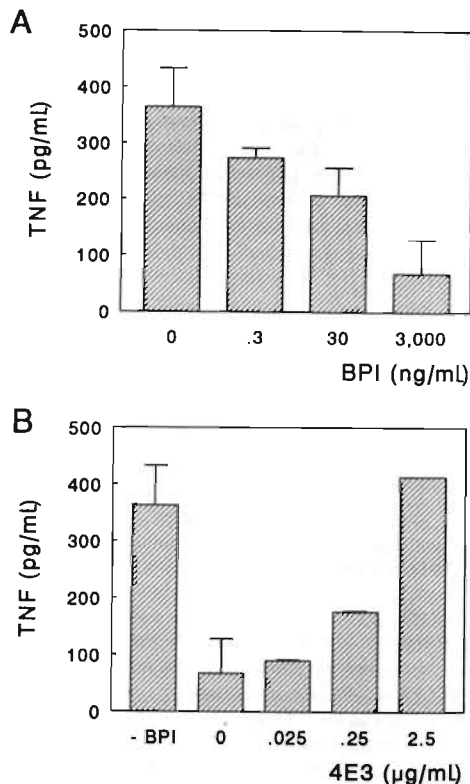 A
500
400
300
200
100
0
TNF (pg/mL)
0 .3 30 3,000
BPI (ng/mL)
B
500
400
300
200
100
0
TNF (pg/mL)
- BPI 0 .025 .25 2.5
4E3 (µg/mL)